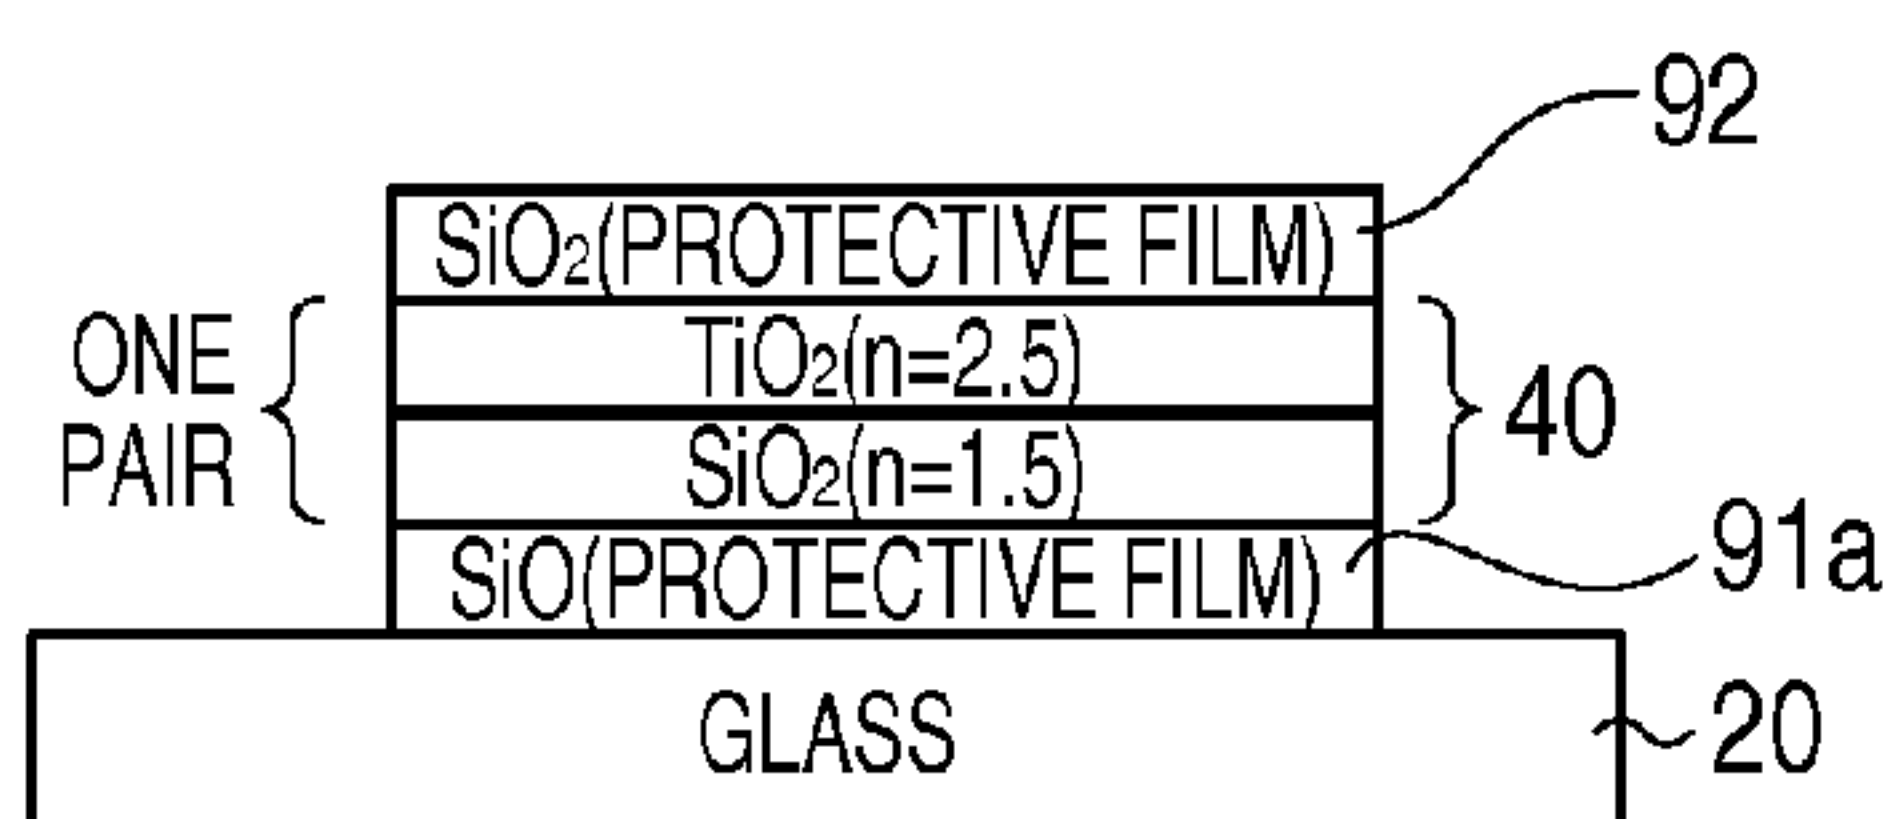 92
SiO₂(PROTECTIVE FILM)
ONE
PAIR
TiO₂(n=2.5)
SiO₂(n=1.5)
40
SiO(PROTECTIVE FILM)
91a
GLASS
20